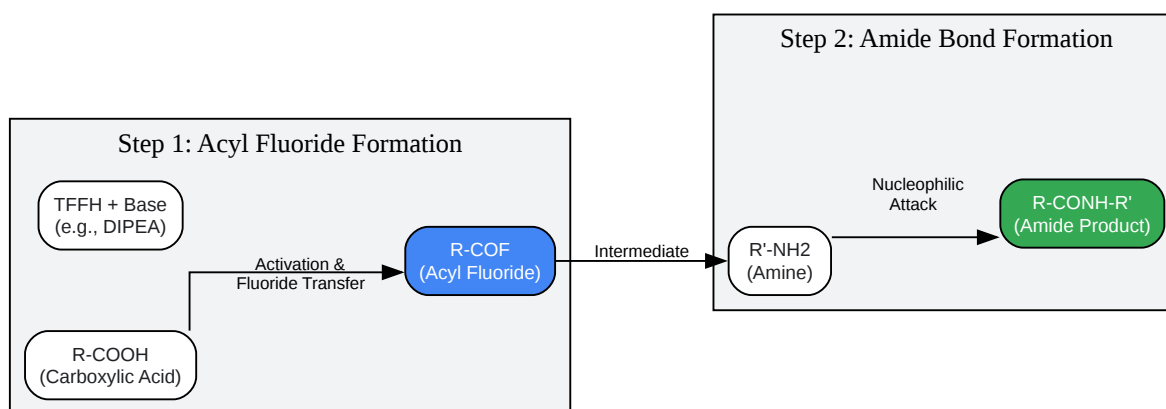 Step 1: Acyl Fluoride Formation
TFFH + Base
(e.g., DIPEA)
R-COOH
(Carboxylic Acid)
Activation &
Fluoride Transfer
R-COF
(Acyl Fluoride)
Intermediate
Step 2: Amide Bond Formation
R'-NH2
(Amine)
Nucleophilic
Attack
R-CONH-R'
(Amide Product)